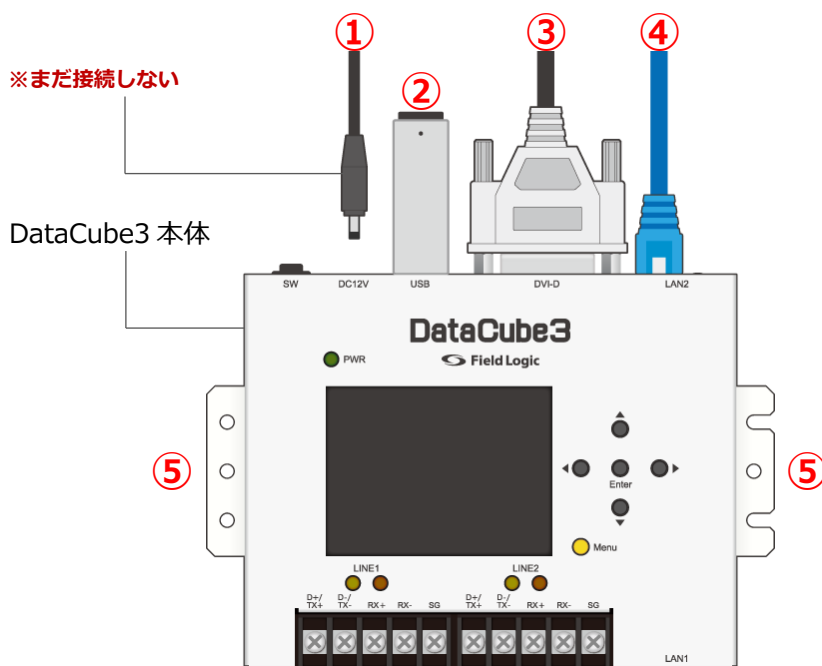 ① ② ③ ④
※まだ接続しない
DataCube3 本体
SW DC12V USB DVI-D LAN2
DataCube3
PWR Field Logic
⑤ ⑤
Enter
Menu
LINE1 LINE2
D+/ D-/ D+/ D-/
TX+ TX- RX+ RX- SG TX+ TX- RX+ RX- SG
LAN1